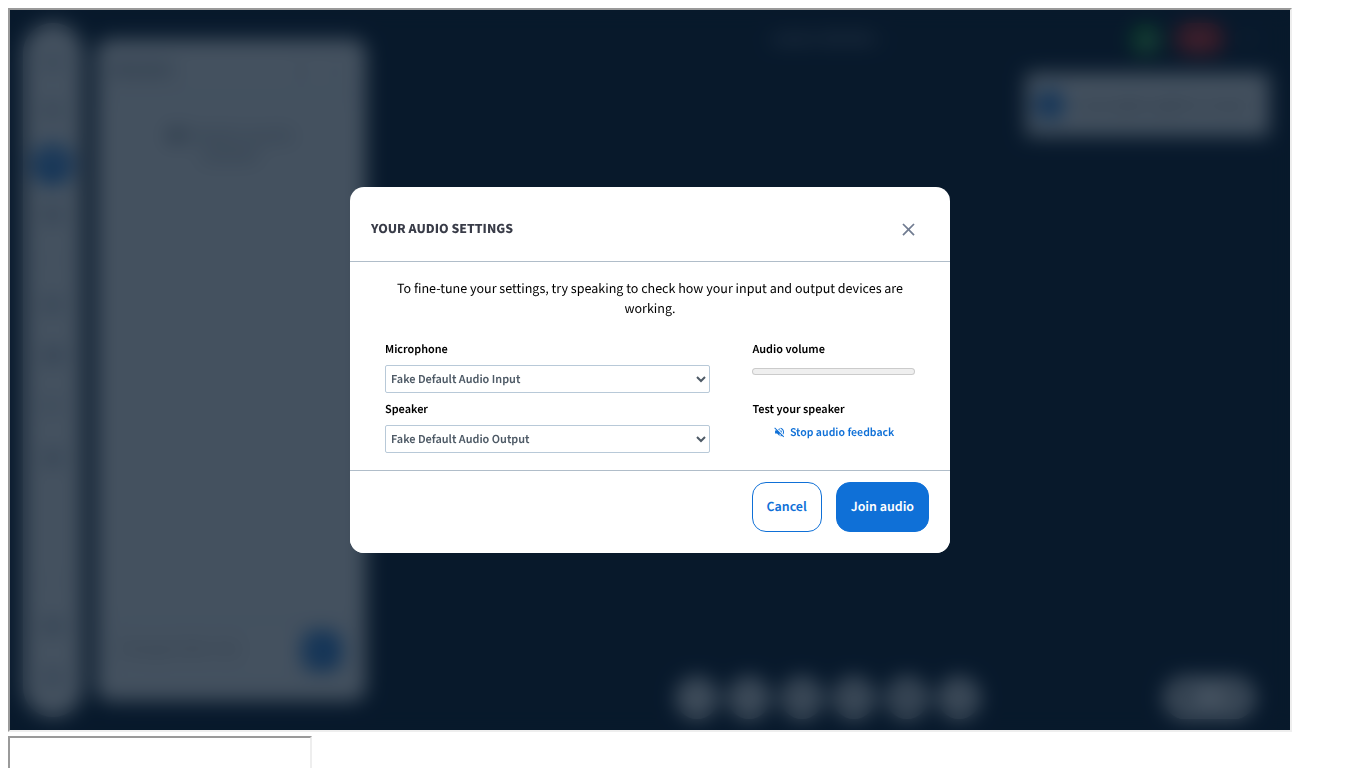 YOUR AUDIO SETTINGS
To fine-tune your settings, try speaking to check how your input and output devices are
working.
Microphone
Audio volume
Fake Default Audio Input
Speaker
Test your speaker
Fake Default Audio Output
Stop audio feedback
Cancel
Join audio